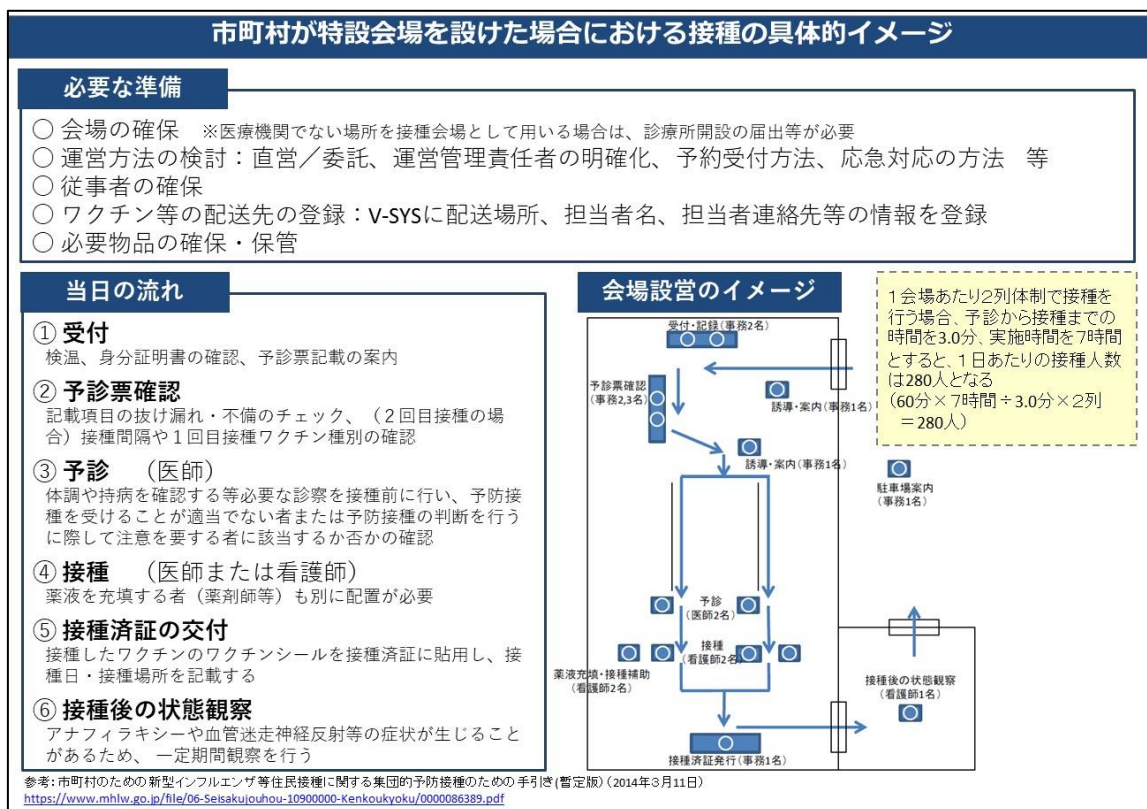 市町村が特設会場を設けた場合における接種の具体的イメージ
必要な準備
○ 会場の確保 ※医療機関でない場所を接種会場として用いる場合は、診療所開設の届出等が必要
○ 運営方法の検討：直営／委託、運営管理責任者の明確化、予約受付方法、応急対応の方法 等
○ 従事者の確保
○ ワクチン等の配送先の登録：V-SYSに配送場所、担当者名、担当者連絡先等の情報を登録
○ 必要物品の確保・保管
当日の流れ
① 受付
検温、身分証明書の確認、予診票記載の案内
② 予診票確認
記載項目の抜け漏れ・不備のチェック、（２回目接種の場
合）接種間隔や１回目接種ワクチン種別の確認
③ 予診 （医師）
体調や持病を確認する等必要な診察を接種前に行い、予防接
種を受けることが適当でない者または予防接種の判断を行う
に際して注意を要する者に該当するか否かの確認
④ 接種 （医師または看護師）
薬液を充填する者（薬剤師等）も別に配置が必要
⑤ 接種済証の交付
接種したワクチンのワクチンシールを接種済証に貼用し、接
種日・接種場所を記載する
⑥ 接種後の状態観察
アナフィラキシーや血管迷走神経反射等の症状が生じること
があるため、 一定期間観察を行う
会場設営のイメージ
受付・記録（事務2名）
予診票確認
（事務2,3名）
誘導・案内（事務1名）
誘導・案内（事務1名）
駐車場案内
（事務1名）
予診
（医師2名）
接種
（看護師2名）
薬液充填・接種補助
（看護師2名）
接種後の状態観察
（看護師1名）
接種済証発行（事務1名）
１会場あたり２列体制で接種を
行う場合、予診から接種までの
時間を3.0分、実施時間を７時間
とすると、１日あたりの接種人数
は280人となる
（60分×７時間÷3.0分×２列
＝280人）
参考：市町村のための新型インフルエンザ等住民接種に関する集団的予防接種のための手引き（暫定版）（2014年３月11日）
https://www.mhlw.go.jp/file/06-Seisakujouhou-10900000-Kenkoukyoku/0000086389.pdf